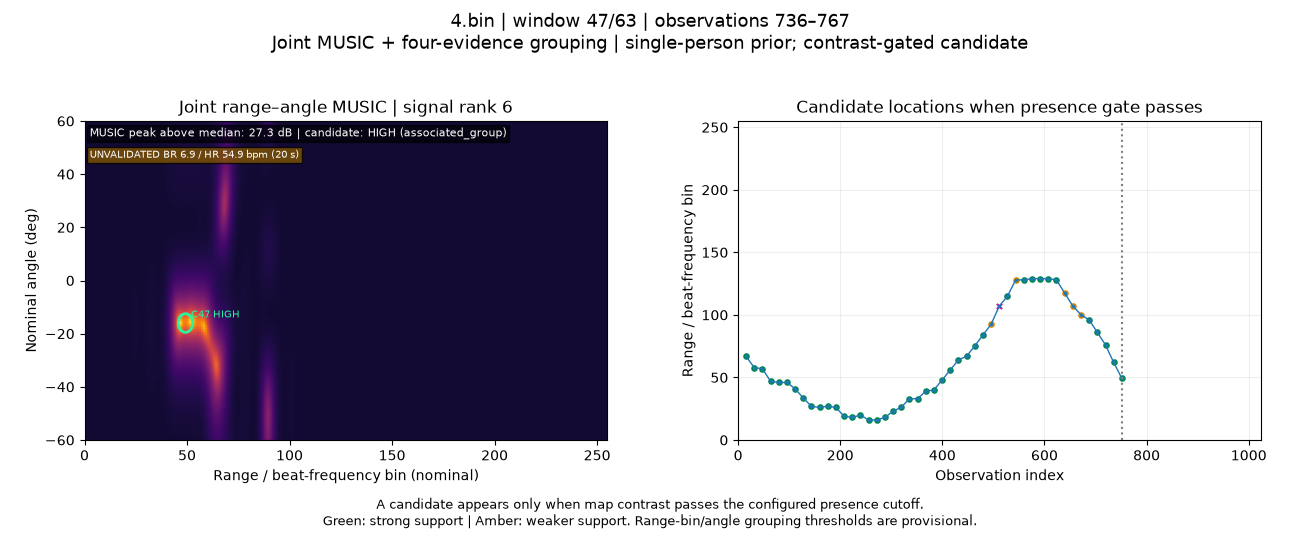 4.bin | window 47/63 | observations 736–767
Joint MUSIC + four-evidence grouping | single-person prior; contrast-gated candidate
Joint range–angle MUSIC | signal rank 6
MUSIC peak above median: 27.3 dB | candidate: HIGH (associated_group)
UNVALIDATED BR 6.9 / HR 54.9 bpm (20 s)
C47 HIGH
Nominal angle (deg)
60
40
20
0
−20
−40
−60
0 50 100 150 200 250
Range / beat-frequency bin (nominal)
Candidate locations when presence gate passes
Range / beat-frequency bin
250
200
150
100
50
0
0 200 400 600 800 1000
Observation index
A candidate appears only when map contrast passes the configured presence cutoff.
Green: strong support | Amber: weaker support. Range-bin/angle grouping thresholds are provisional.